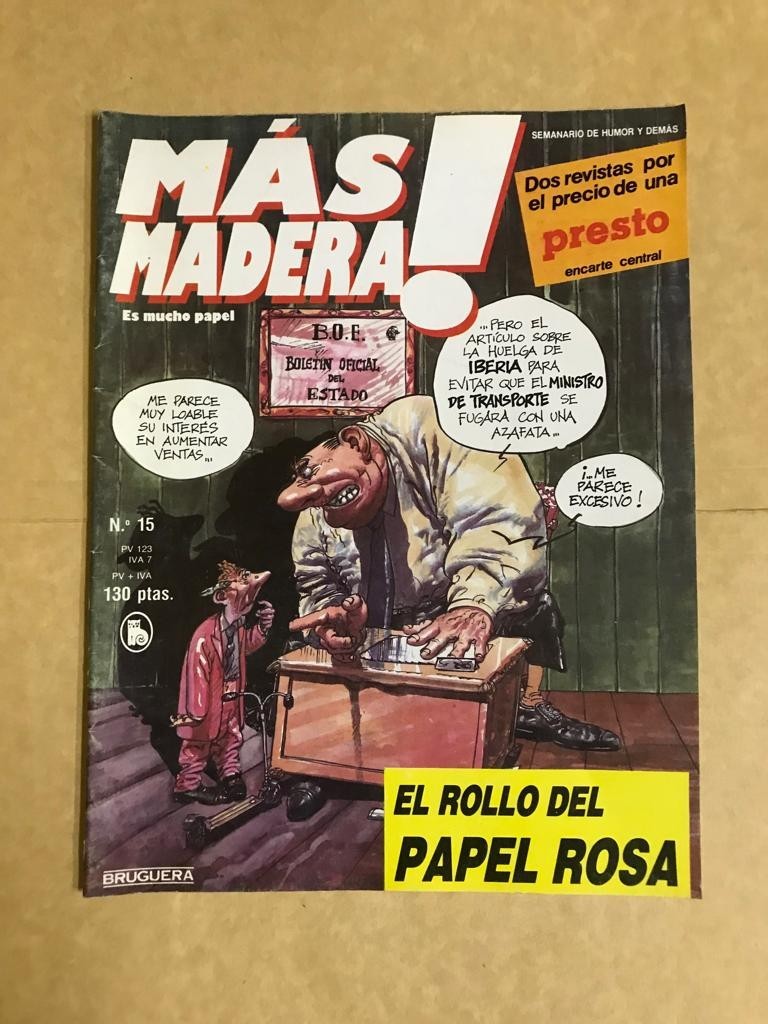 MÁS
MADERA!
Es mucho papel
SEMANARIO DE HUMOR Y DEMÁS
Dos revistas por
el precio de una
presto
encarte central
B.O.E.
BOLETIN OFICIAL
DEL
ESTADO
ME PARECE
MUY LOABLE
SU INTERÉS
EN AUMENTAR
VENTAS...
...PERO EL
ARTÍCULO SOBRE
LA HUELGA DE
IBERIA PARA
EVITAR QUE EL MINISTRO
DE TRANSPORTE SE
FUGARA CON UNA
AZAFATA...
¡...ME
PARECE
EXCESIVO!
N.º 15
PV 123
IVA 7
PV + IVA
130 ptas.
EL ROLLO DEL
PAPEL ROSA
BRUGUERA